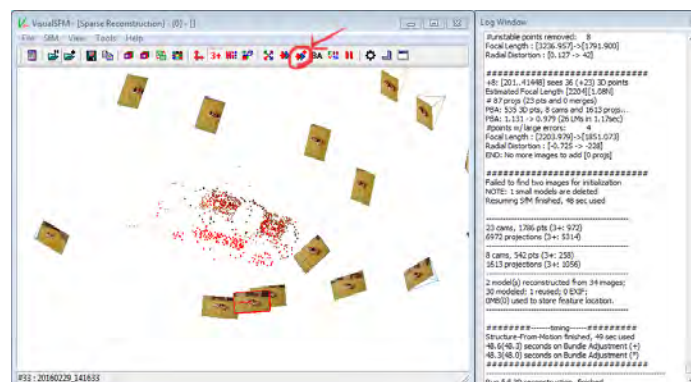 VisualSFM - [Sparse Reconstruction] - [0] - []
File SfM View Tools Help
3+ BA
#33 : 20160229_141633
Log Window
#unstable points removed: 8
Focal Length : [3236.957]->[1791.900]
Radial Distortion : [0.127 -> 42]
##############################
+8: [201..41448] sees 36 (+23) 3D points
Estimated Focal Length [2204][1.08N]
# 87 projs (23 pts and 0 merges)
PBA: 535 3D pts, 8 cams and 1613 projs...
PBA: 1.131 -> 0.979 (26 LMs in 1.17sec)
#points w/ large errors: 4
Focal Length : [2203.979]->[1851.073]
Radial Distortion : [-0.725 -> -228]
END: No more images to add [0 projs]
##############################
Failed to find two images for initialization
NOTE: 1 small models are deleted
Resuming SfM finished, 48 sec used
----------------------------------------------------------------
23 cams, 1786 pts (3+: 972)
6972 projections (3+: 5314)
----------------------------------------------------------------
8 cams, 542 pts (3+: 258)
1613 projections (3+: 1056)
----------------------------------------------------------------
2 model(s) reconstructed from 34 images;
30 modeled; 1 reused; 0 EXIF;
0MB(0) used to store feature location.
----------------------------------------------------------------
########-------timing------#########
Structure-From-Motion finished, 49 sec used
48.6(48.3) seconds on Bundle Adjustment (+)
48.3(48.0) seconds on Bundle Adjustment (*)
##############################
----------------------------------------------------------------